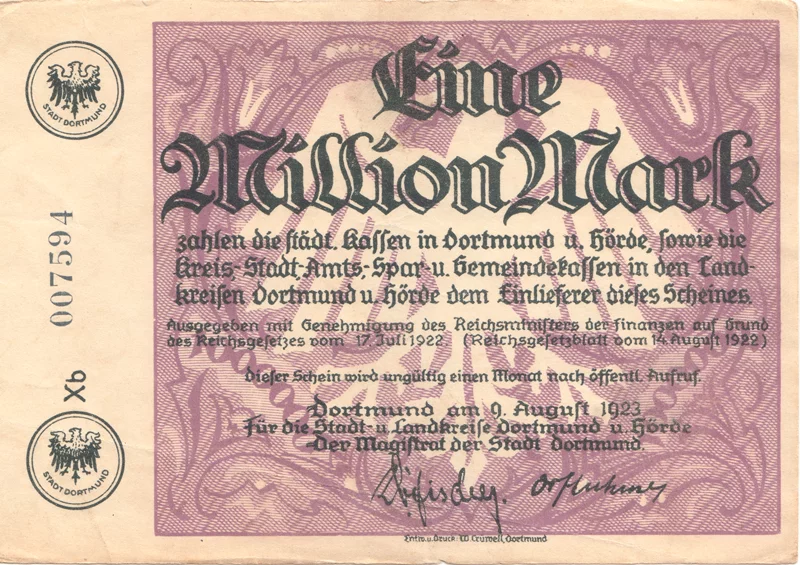 STADT DORTMUND
007594
Xb
STADT DORTMUND
Eine
Million Mark
zahlen die städt. Kassen in Dortmund u. Hörde, sowie die
Kreis-Stadt-Amts-Spar-u. Gemeindekassen in den Land-
kreisen Dortmund u. Hörde dem Einlieferer dieses Scheines.
Ausgegeben mit Genehmigung des Reichsministers der Finanzen auf Grund
des Reichsgesetzes vom 17. Juli 1922 (Reichsgesetzblatt vom 14. August 1922)
Dieser Schein wird ungültig einen Monat nach öffentl. Aufruf.
Dortmund am 9. August 1923
Für die Stadt- u. Landkreise Dortmund u. Hörde
Der Magistrat der Stadt Dortmund.
Entw. u. Druck: W. Crüwell, Dortmund